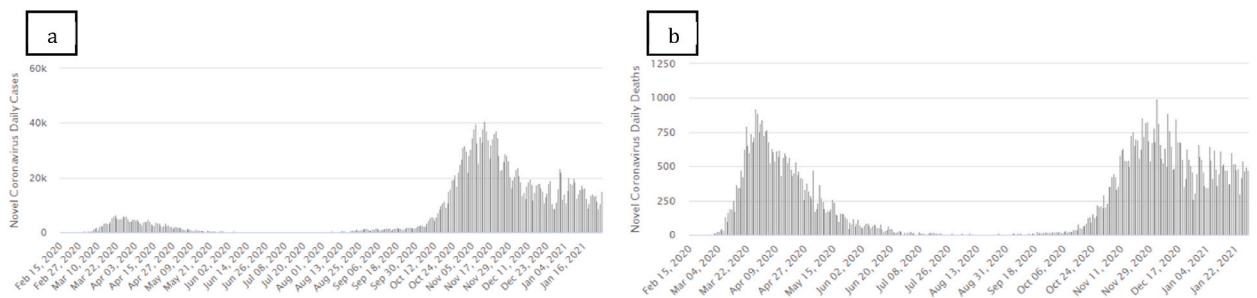 a
Novel Coronavirus Daily Cases
60k
40k
20k
0
Feb 15, 2020
Feb 27, 2020
Mar 10, 2020
Mar 22, 2020
Apr 03, 2020
Apr 15, 2020
Apr 27, 2020
May 09, 2020
May 21, 2020
Jun 02, 2020
Jun 14, 2020
Jun 26, 2020
Jul 08, 2020
Jul 20, 2020
Aug 01, 2020
Aug 13, 2020
Aug 25, 2020
Sep 06, 2020
Sep 18, 2020
Sep 30, 2020
Oct 12, 2020
Oct 24, 2020
Nov 05, 2020
Nov 17, 2020
Nov 29, 2020
Dec 11, 2020
Dec 23, 2020
Jan 04, 2021
Jan 16, 2021
b
Novel Coronavirus Daily Deaths
1250
1000
750
500
250
0
Feb 15, 2020
Mar 04, 2020
Mar 22, 2020
Apr 09, 2020
Apr 27, 2020
May 15, 2020
Jun 02, 2020
Jun 20, 2020
Jul 08, 2020
Jul 26, 2020
Aug 13, 2020
Aug 31, 2020
Sep 18, 2020
Oct 06, 2020
Oct 24, 2020
Nov 11, 2020
Nov 29, 2020
Dec 17, 2020
Jan 04, 2021
Jan 22, 2021